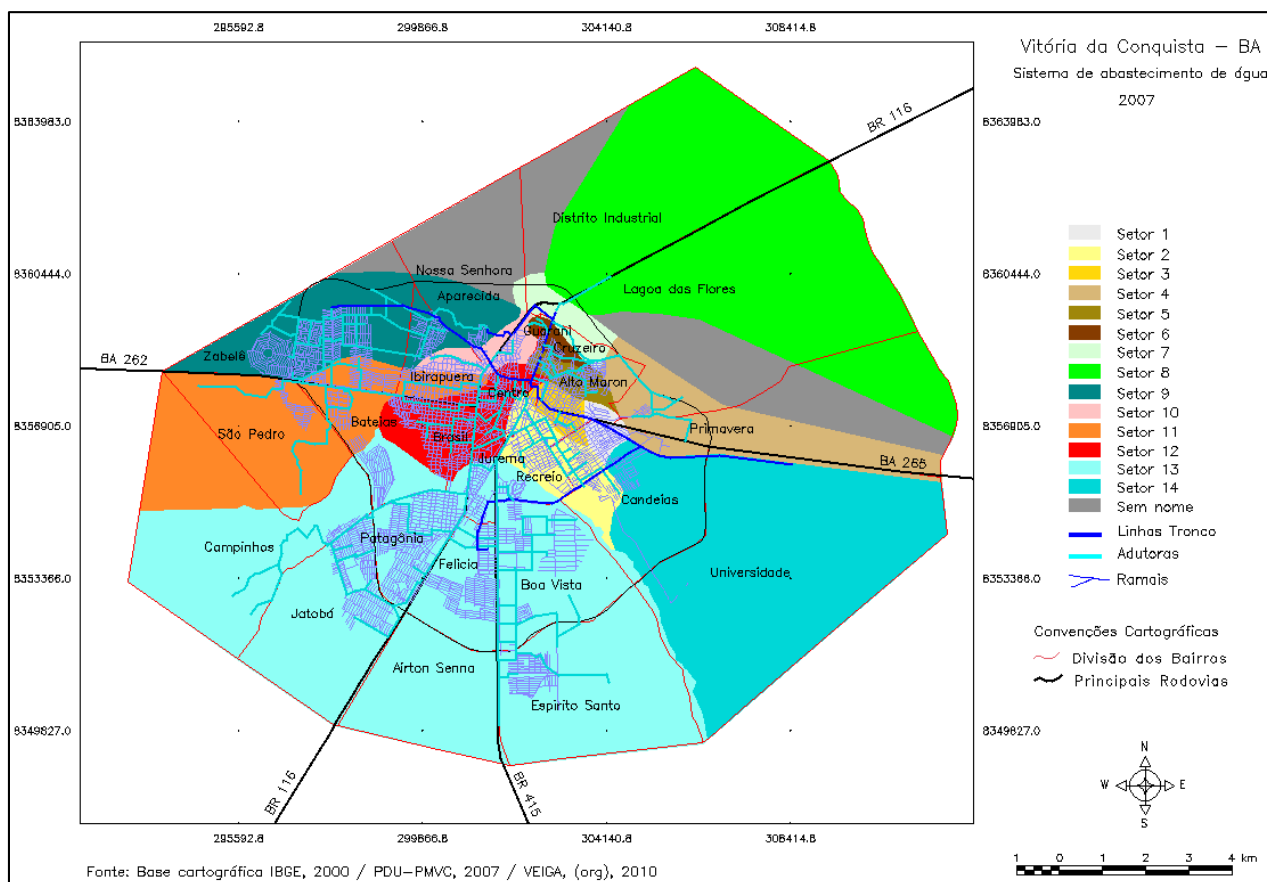 295592.8 299866.8 304140.8 308414.8
Vitória da Conquista – BA
Sistema de abastecimento de água
2007
8363983.0 8363983.0
BR 116
Distrito Industrial
Setor 1
Setor 2
Setor 3
Setor 4
Setor 5
Setor 6
Setor 7
Setor 8
Setor 9
Setor 10
Setor 11
Setor 12
Setor 13
Setor 14
Sem nome
Linhas Tronco
Adutoras
Ramais
8360444.0 8360444.0
Nossa Senhora
Aparecida
Lagoa das Flores
Guarani
Cruzeiro
Zabelê
BA 262
Ibirapuera
Alto Maron
Centro
Batelas
São Pedro
Brasil
Primavera
8356905.0 8356905.0
Jurema
Recreio
BA 265
Candeias
Campinhos
Patagônia
Felicia
Universidade
8353366.0 8353366.0
Boa Vista
Jatobá
Convenções Cartográficas
Divisão dos Bairros
Principais Rodovias
Airton Senna
Espirito Santo
8349827.0 8349827.0
BR 116
BR 415
N
W E
S
295592.8 299866.8 304140.8 308414.8
1 0 1 2 4 km
Fonte: Base cartográfica IBGE, 2000 / PDU–PMVC, 2007 / VEIGA, (org), 2010